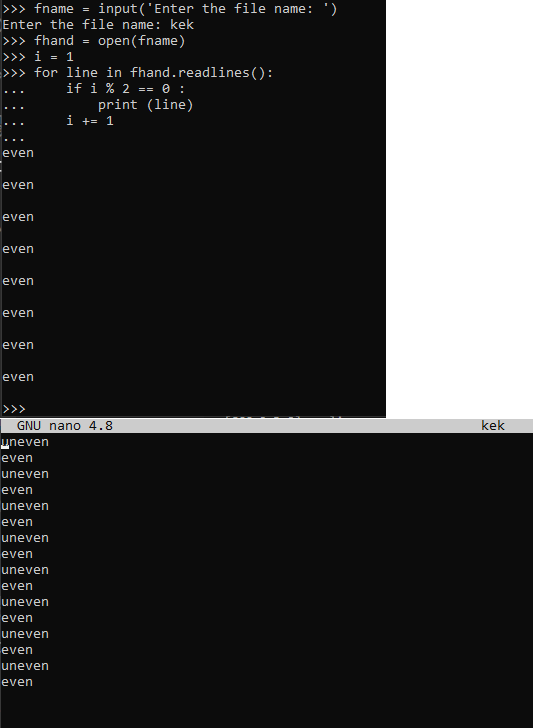 >>> fname = input('Enter the file name: ')
Enter the file name: kek
>>> fhand = open(fname)
>>> i = 1
>>> for line in fhand.readlines():
...     if i % 2 == 0 :
...         print (line)
...     i += 1
...
even
even
even
even
even
even
even
even
>>>
GNU nano 4.8 kek
uneven
even
uneven
even
uneven
even
uneven
even
uneven
even
uneven
even
uneven
even
uneven
even